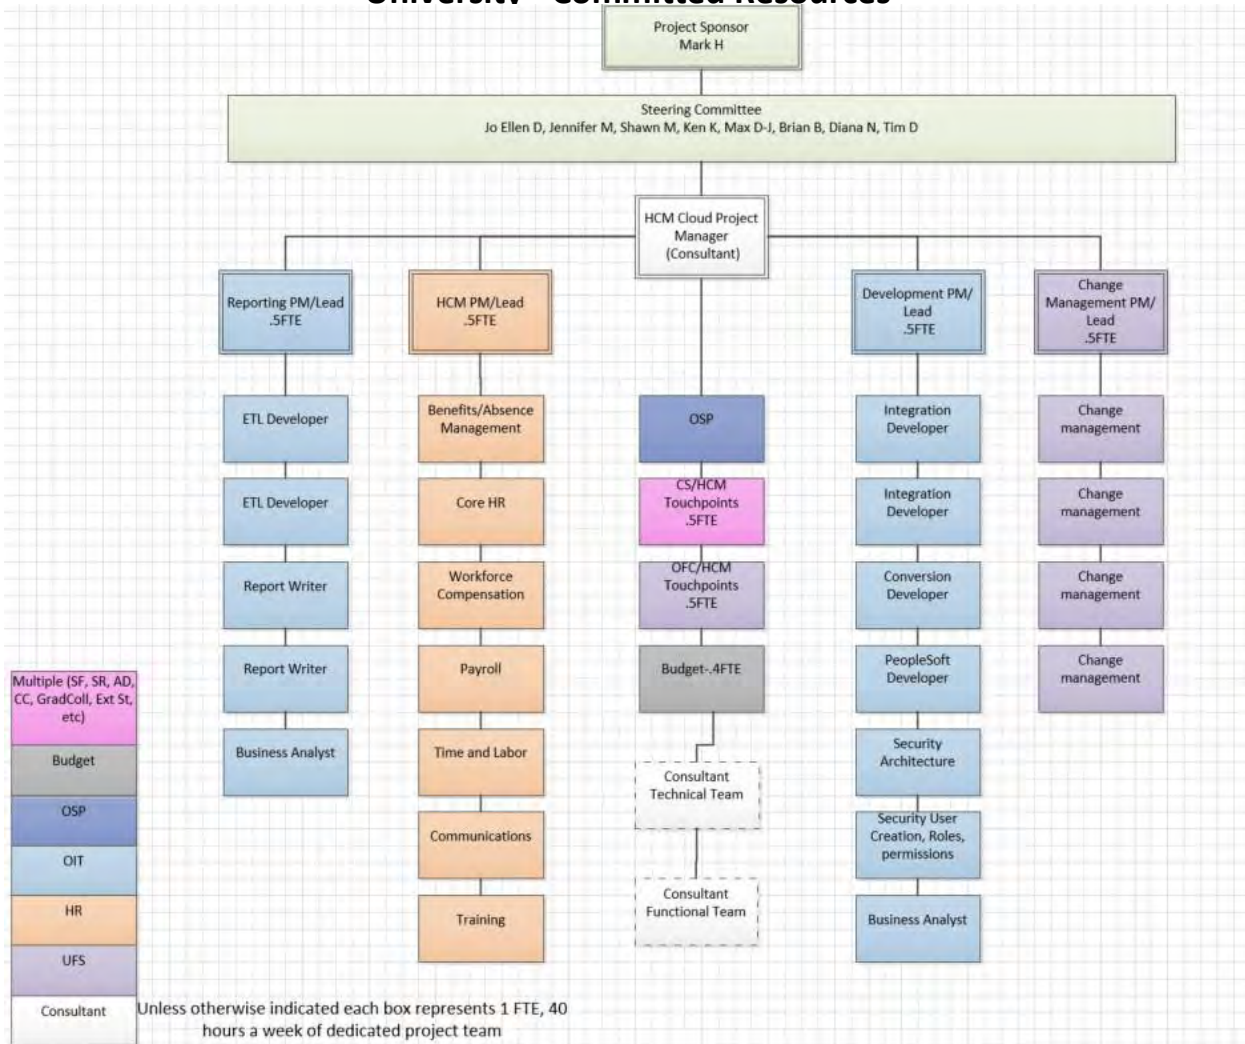 University - Committed Resources
Project Sponsor
Mark H
Steering Committee
Jo Ellen D, Jennifer M, Shawn M, Ken K, Max D-J, Brian B, Diana N, Tim D
HCM Cloud Project
Manager
(Consultant)
Reporting PM/Lead
.5FTE
HCM PM/Lead
.5FTE
Development PM/
Lead
.5FTE
Change
Management PM/
Lead
.5FTE
ETL Developer
ETL Developer
Report Writer
Report Writer
Business Analyst
Benefits/Absence
Management
Core HR
Workforce
Compensation
Payroll
Time and Labor
Communications
Training
OSP
CS/HCM
Touchpoints
.5FTE
OFC/HCM
Touchpoints
.5FTE
Budget-.4FTE
Consultant
Technical Team
Consultant
Functional Team
Integration
Developer
Integration
Developer
Conversion
Developer
PeopleSoft
Developer
Security
Architecture
Security User
Creation, Roles,
permissions
Business Analyst
Change
management
Change
management
Change
management
Change
management
Multiple (SF, SR, AD,
CC, GradColl, Ext St,
etc)
Budget
OSP
OIT
HR
UFS
Consultant
Unless otherwise indicated each box represents 1 FTE, 40
hours a week of dedicated project team